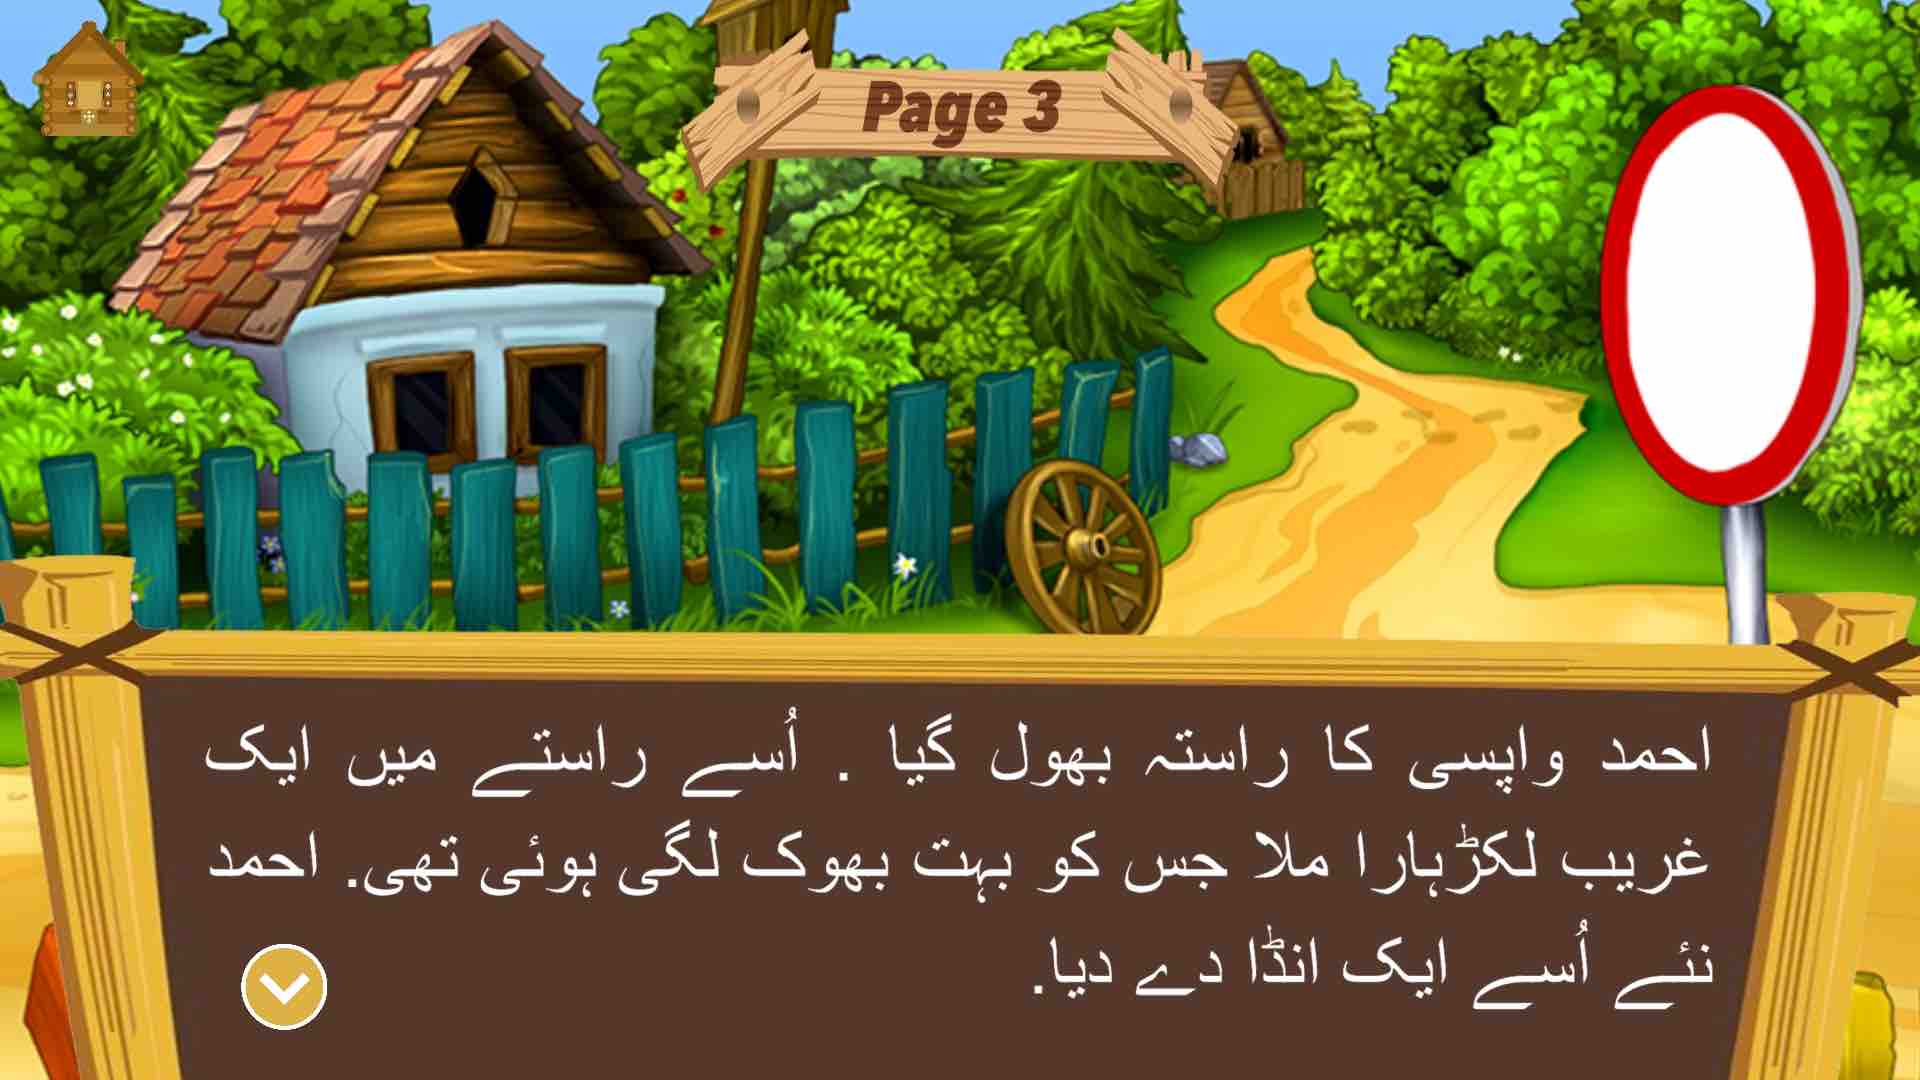 Page 3
احمد واپسی کا راستہ بھول گیا . اُسے راستے میں ایک
غریب لکڑہارا ملا جس کو بہت بھوک لگی ہوئی تھی. احمد
نئے اُسے ایک انڈا دے دیا.